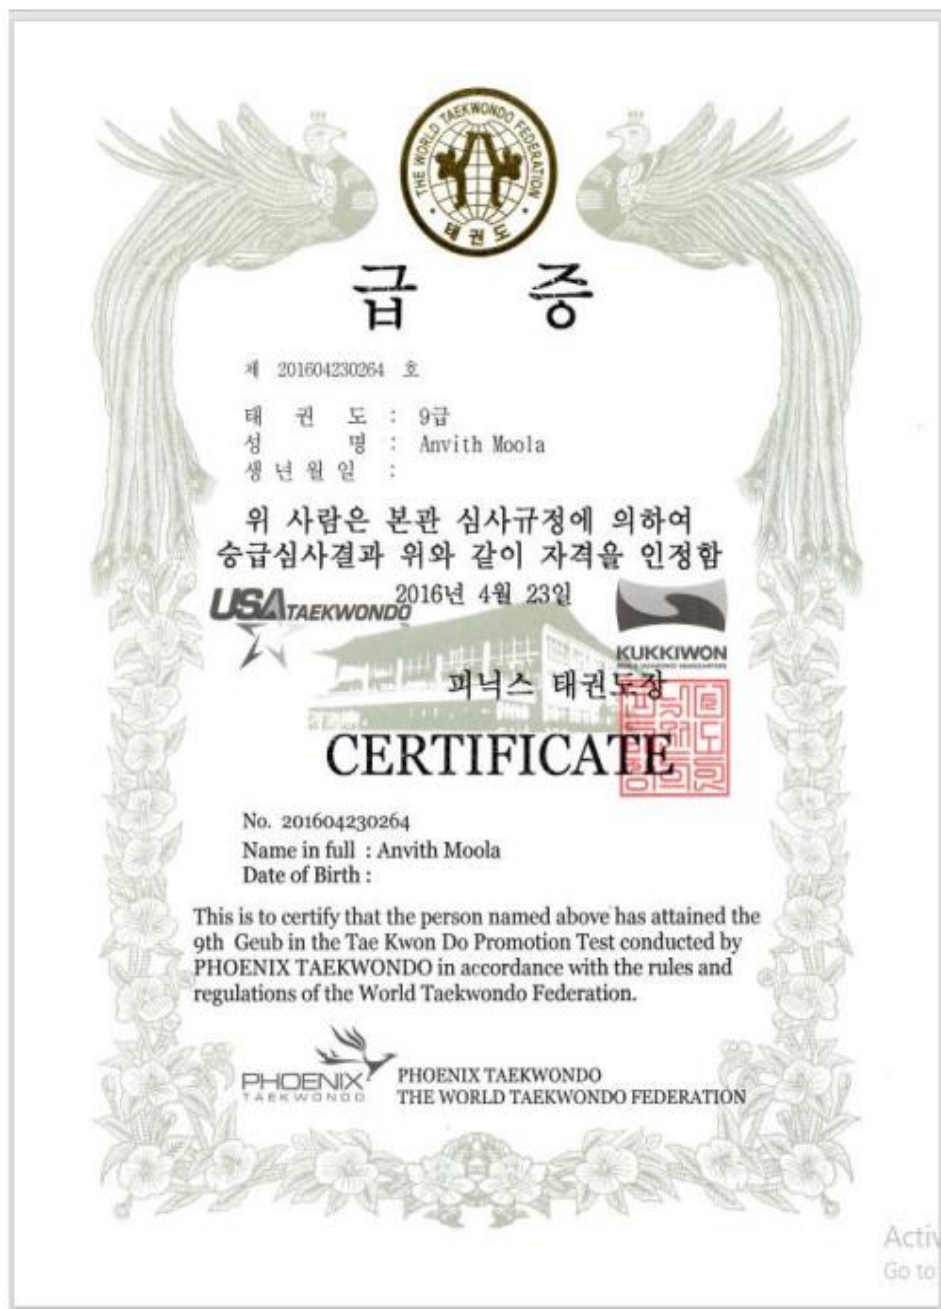 THE WORLD TAEKWONDO FEDERATION
태권도
급 증
제 201604230264 호
태 권 도 : 9급
성 명 : Anvith Moola
생 년 월 일 :
위 사람은 본관 심사규정에 의하여
승급심사결과 위와 같이 자격을 인정함
2016년 4월 23일
USA TAEKWONDO
KUKKIWON
피닉스 태권도장
CERTIFICATE
No. 201604230264
Name in full : Anvith Moola
Date of Birth :
This is to certify that the person named above has attained the
9th Geub in the Tae Kwon Do Promotion Test conducted by
PHOENIX TAEKWONDO in accordance with the rules and
regulations of the World Taekwondo Federation.
PHOENIX
TAEKWONDO
PHOENIX TAEKWONDO
THE WORLD TAEKWONDO FEDERATION
Go to